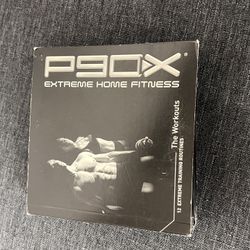 P90X®
EXTREME HOME FITNESS
The Workouts
12 EXTREME TRAINING ROUTINES